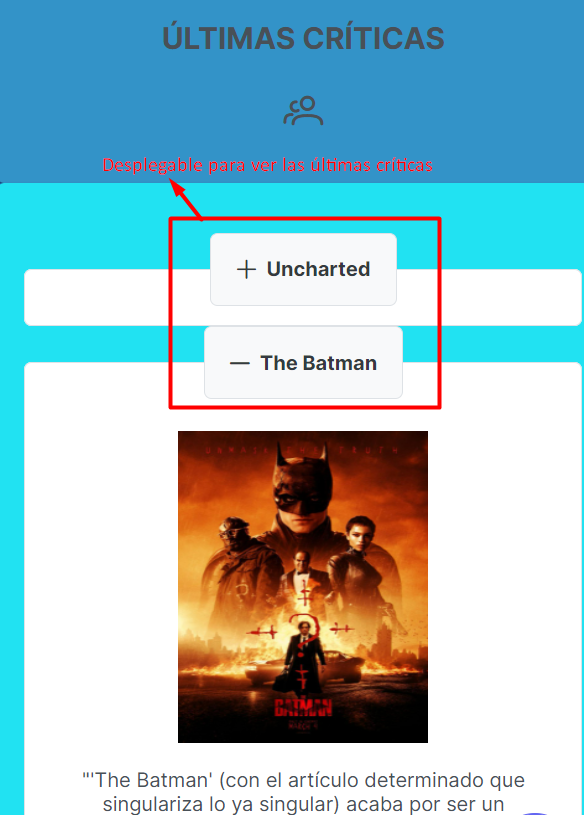 ÚLTIMAS CRÍTICAS
Desplegable para ver las últimas críticas
+ Uncharted
— The Batman
UNMASK THE TRUTH
BATMAN
"'The Batman' (con el artículo determinado que
singulariza lo ya singular) acaba por ser un